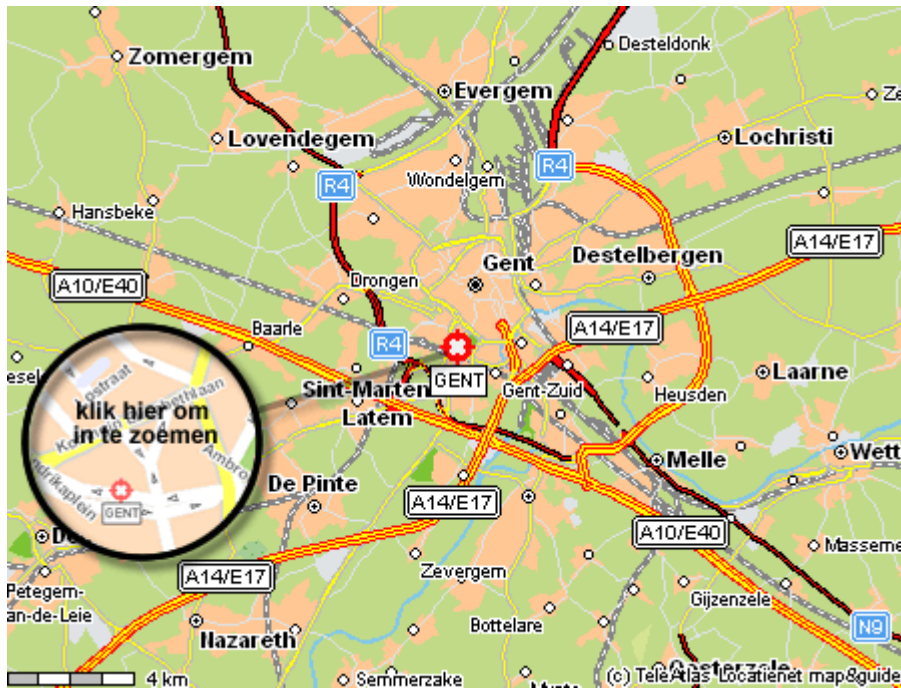 Desteldonk
Zomergem
Evergem
Lovendegem
Lochristi
R4
Wondelgem
R4
Hansbeke
A14/E17
Gent
Destelbergen
A10/E40
Drongen
Baarle
R4
A14/E17
GENT
Gent-Zuid
Laarne
Heusden
Sint-Marten
Latem
klik hier om
in te zoemen
Melle
De Pinte
A14/E17
A10/E40
GENT
A14/E17
Zevergem
Gijzenzele
Petegem-
an-de-Leie
Bottelare
N9
Nazareth
4 km
Semmerzake
Oosterzele
(c) TeleAtlas Locatienet map&guide